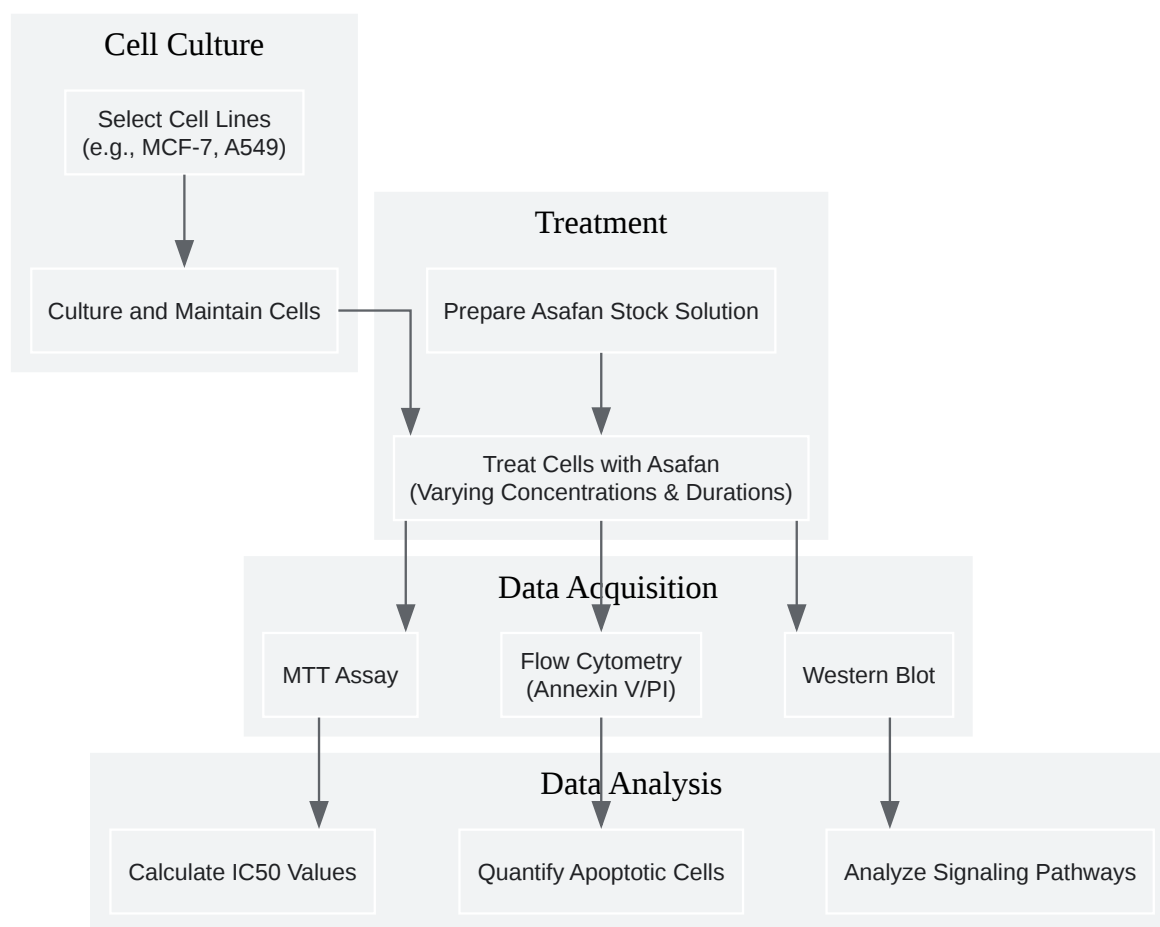 Cell Culture
Select Cell Lines
(e.g., MCF-7, A549)
Culture and Maintain Cells
Treatment
Prepare Asafan Stock Solution
Treat Cells with Asafan
(Varying Concentrations & Durations)
Data Acquisition
MTT Assay
Flow Cytometry
(Annexin V/PI)
Western Blot
Data Analysis
Calculate IC50 Values
Quantify Apoptotic Cells
Analyze Signaling Pathways